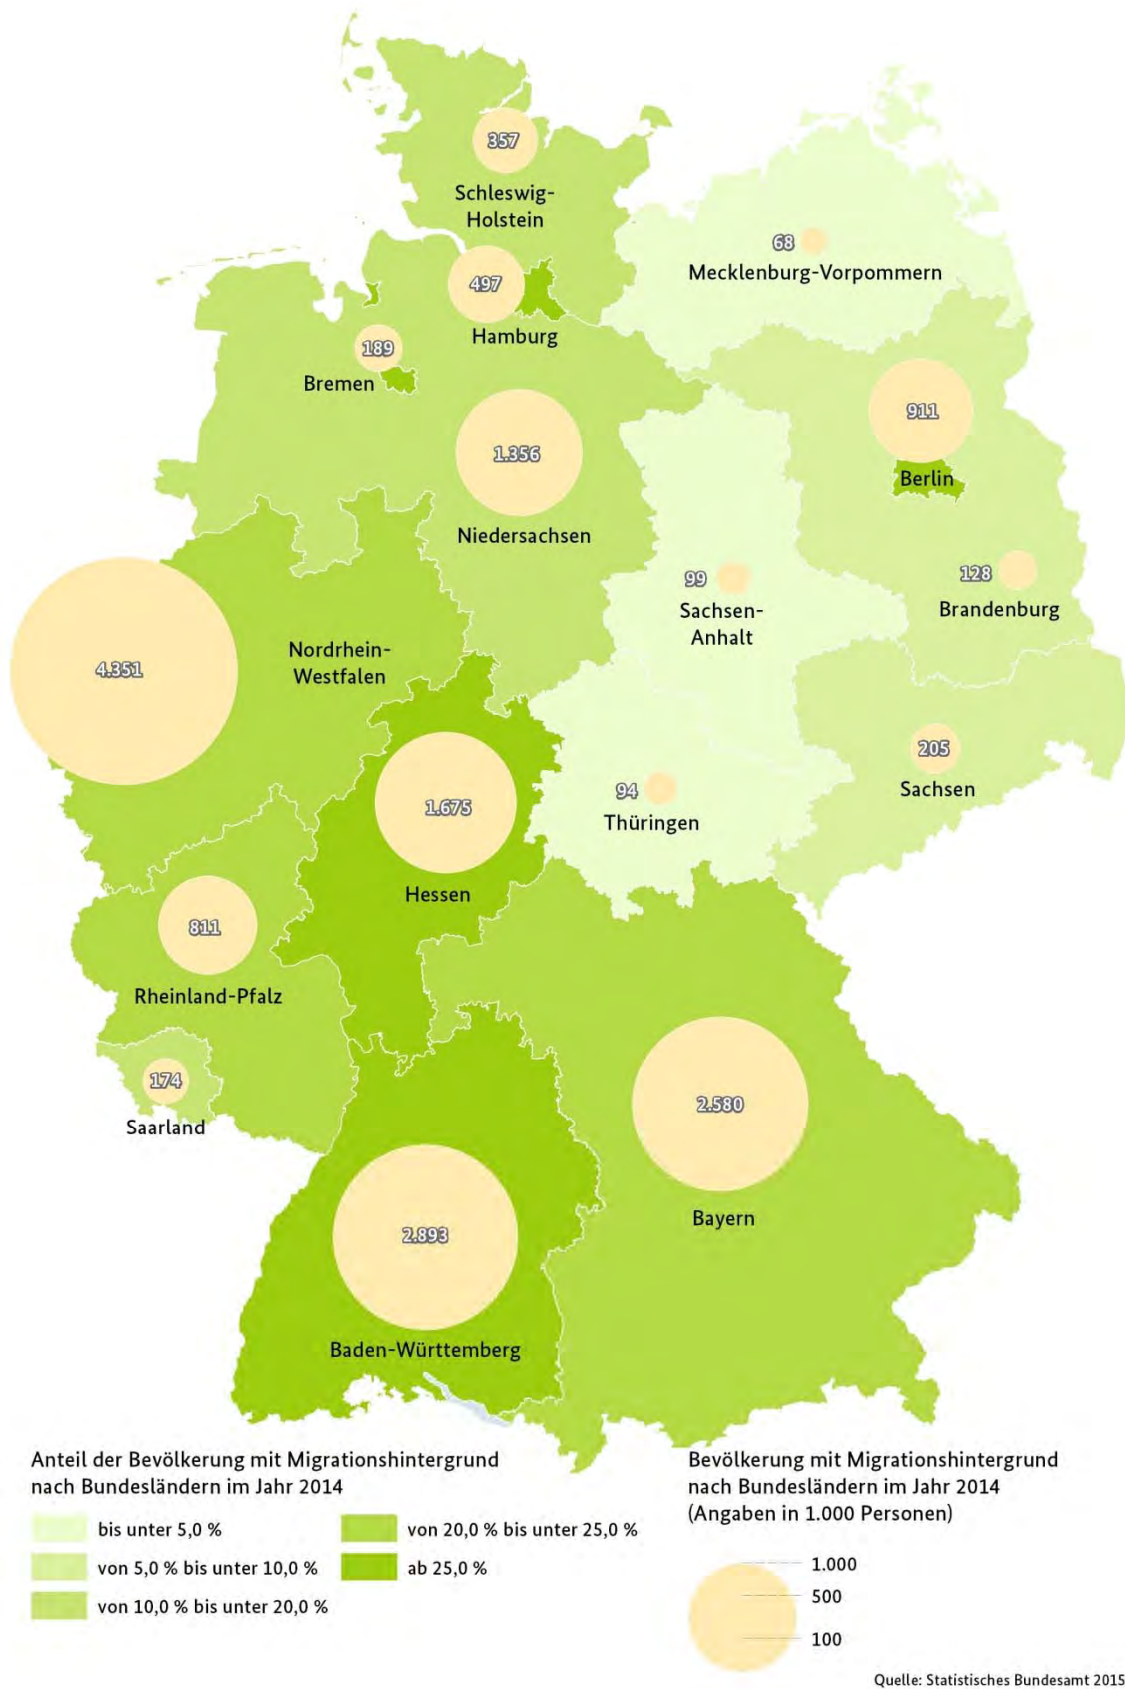 357
Schleswig-
Holstein
68
Mecklenburg-Vorpommern
497
Hamburg
189
Bremen
911
Berlin
1.356
Niedersachsen
99
Sachsen-
Anhalt
128
Brandenburg
4.351
Nordrhein-
Westfalen
205
Sachsen
94
Thüringen
1.675
Hessen
811
Rheinland-Pfalz
174
Saarland
2.580
Bayern
2.893
Baden-Württemberg
Anteil der Bevölkerung mit Migrationshintergrund
nach Bundesländern im Jahr 2014
bis unter 5,0 %
von 5,0 % bis unter 10,0 %
von 10,0 % bis unter 20,0 %
von 20,0 % bis unter 25,0 %
ab 25,0 %
Bevölkerung mit Migrationshintergrund
nach Bundesländern im Jahr 2014
(Angaben in 1.000 Personen)
1.000
500
100
Quelle: Statistisches Bundesamt 2015